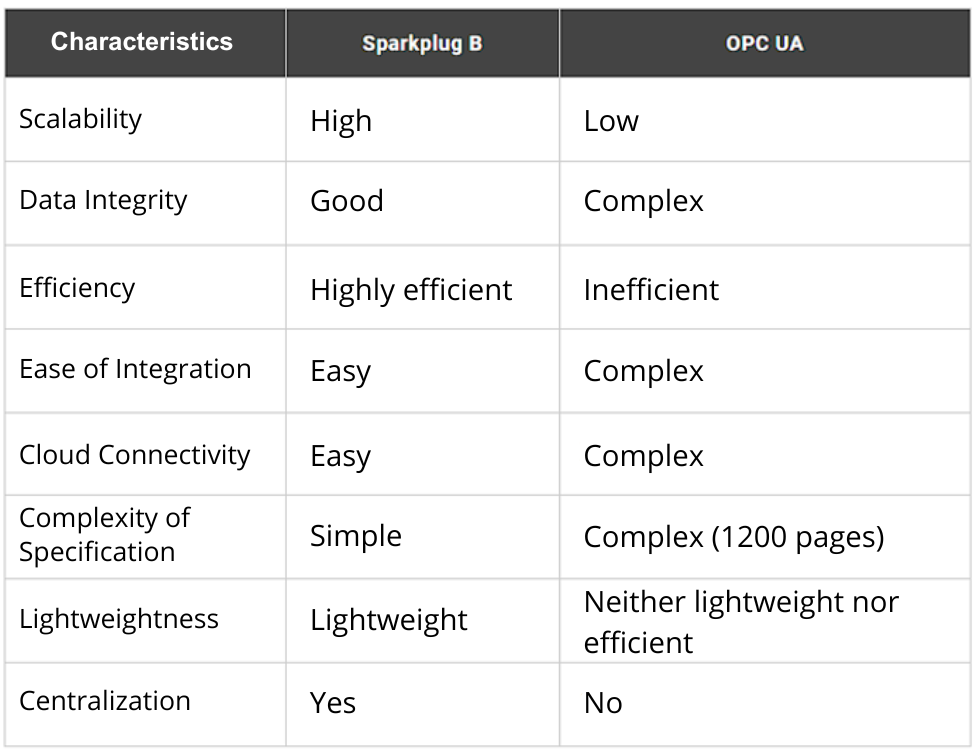 Characteristics Sparkplug B OPC UA
Scalability High Low
Data Integrity Good Complex
Efficiency Highly efficient Inefficient
Ease of Integration Easy Complex
Cloud Connectivity Easy Complex
Complexity of
Specification Simple Complex (1200 pages)
Lightweightness Lightweight Neither lightweight nor
efficient
Centralization Yes No